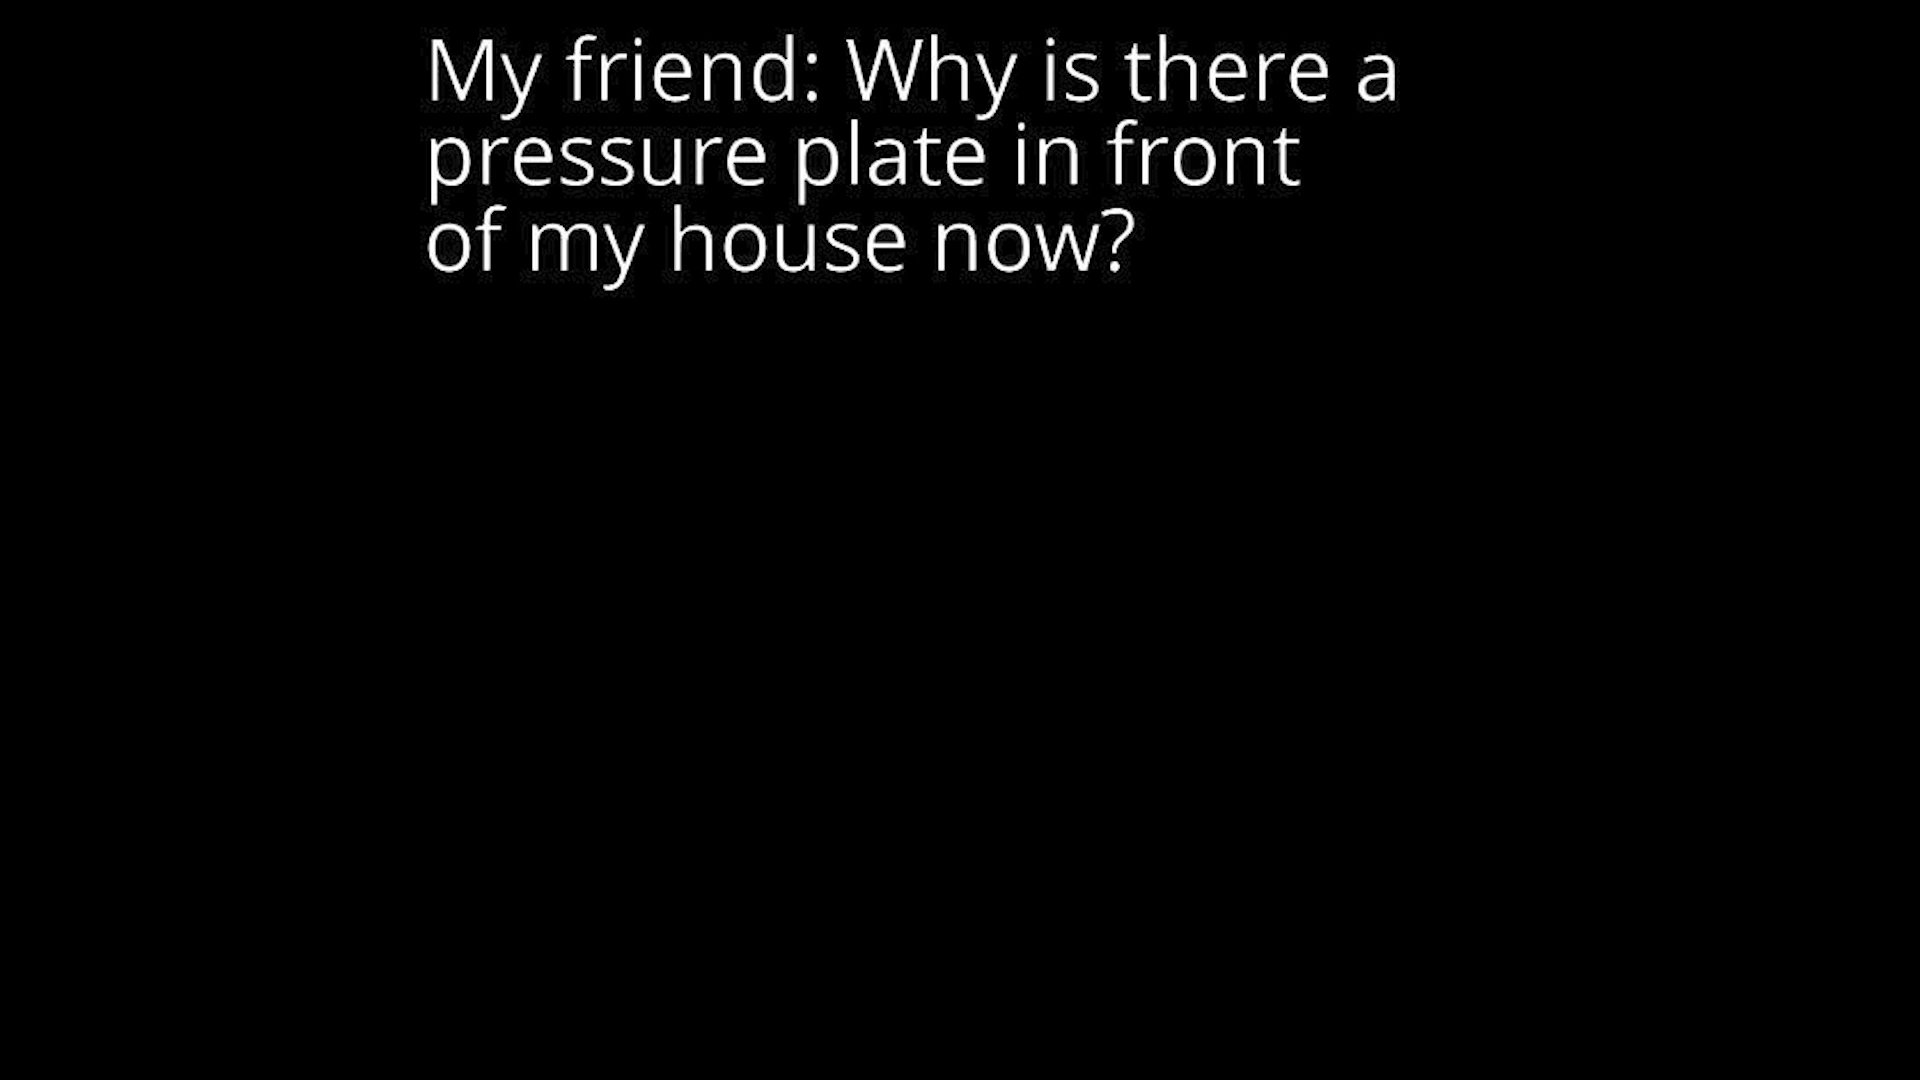 My friend: Why is there a
pressure plate in front
of my house now?